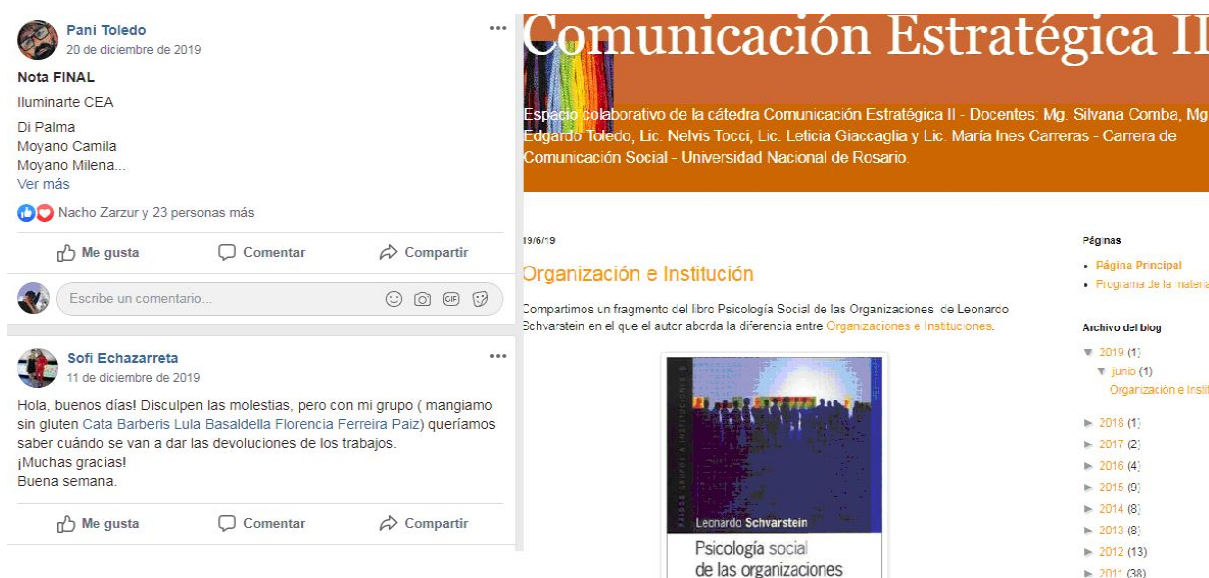 Pani Toledo
20 de diciembre de 2019
Nota FINAL
Iluminarte CEA
Di Palma
Moyano Camila
Moyano Milena...
Ver más
Nacho Zarzur y 23 personas más
Me gusta
Comentar
Compartir
Escribe un comentario...
GIF
Sofi Echazarreta
11 de diciembre de 2019
Hola, buenos días! Disculpen las molestias, pero con mi grupo ( mangiamo
sin gluten Cata Barberis Lula Basaldella Florencia Ferreira Paiz) queríamos
saber cuándo se van a dar las devoluciones de los trabajos.
¡Muchas gracias!
Buena semana.
Me gusta
Comentar
Compartir
Comunicación Estratégica II
Espacio colaborativo de la cátedra Comunicación Estratégica II - Docentes: Mg. Silvana Comba, Mg
Edgardo Toledo, Lic. Nelvis Tocci, Lic. Leticia Giaccaglia y Lic. María Ines Carreras - Carrera de
Comunicación Social - Universidad Nacional de Rosario.
19/6/19
Organización e Institución
Compartimos un fragmento del libro Psicología Social de las Organizaciones de Leonardo
Schvarstein en el que el autor aborda la diferencia entre Organizaciones e Instituciones.
Leonardo Schvarstein
Psicología social
de las organizaciones
Páginas
Página Principal
Programa de la materia
Archivo del blog
2019 (1)
junio (1)
Organización e Insti
2018 (1)
2017 (2)
2016 (4)
2015 (9)
2014 (8)
2013 (8)
2012 (13)
2011 (38)